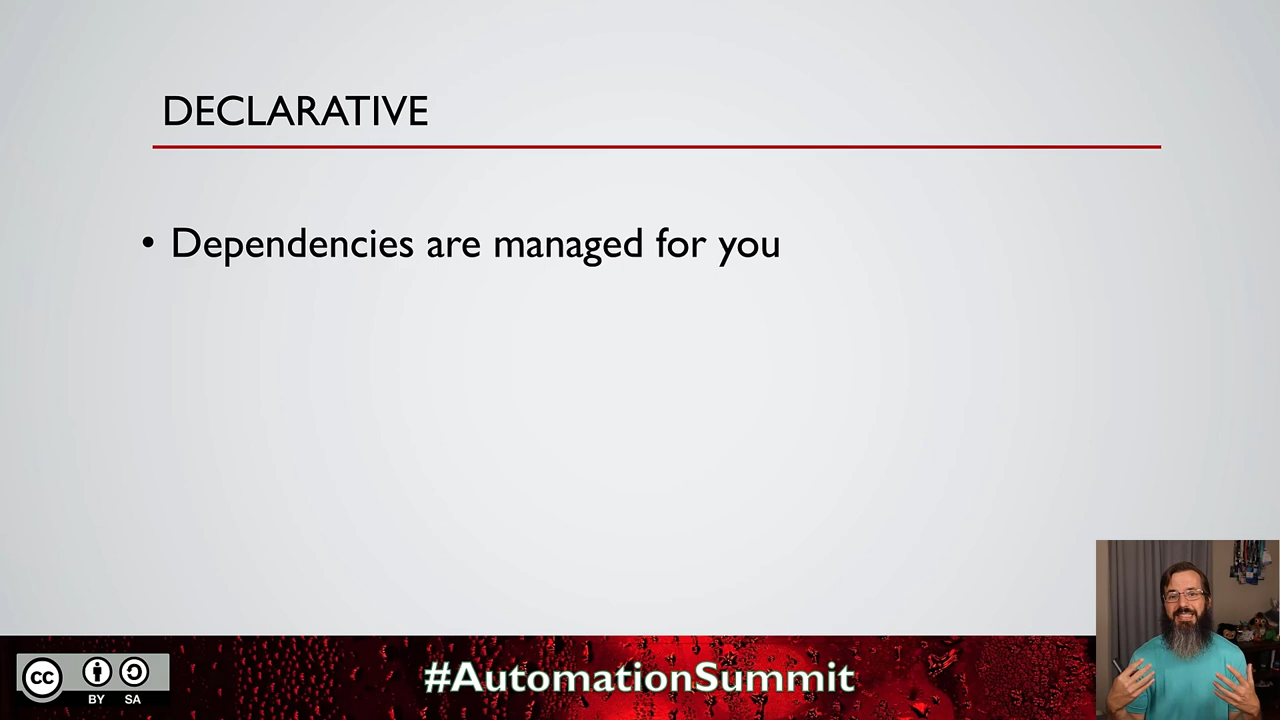 DECLARATIVE
• Dependencies are managed for you
#AutomationSummit
cc
BY SA